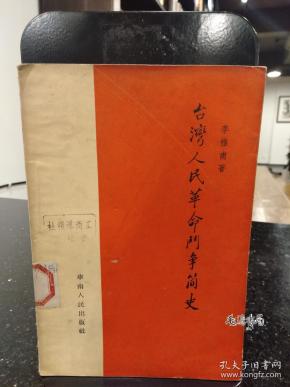 李稚甫著
台灣人民革命鬥爭简史
華南人民出版社
孔夫子旧书网